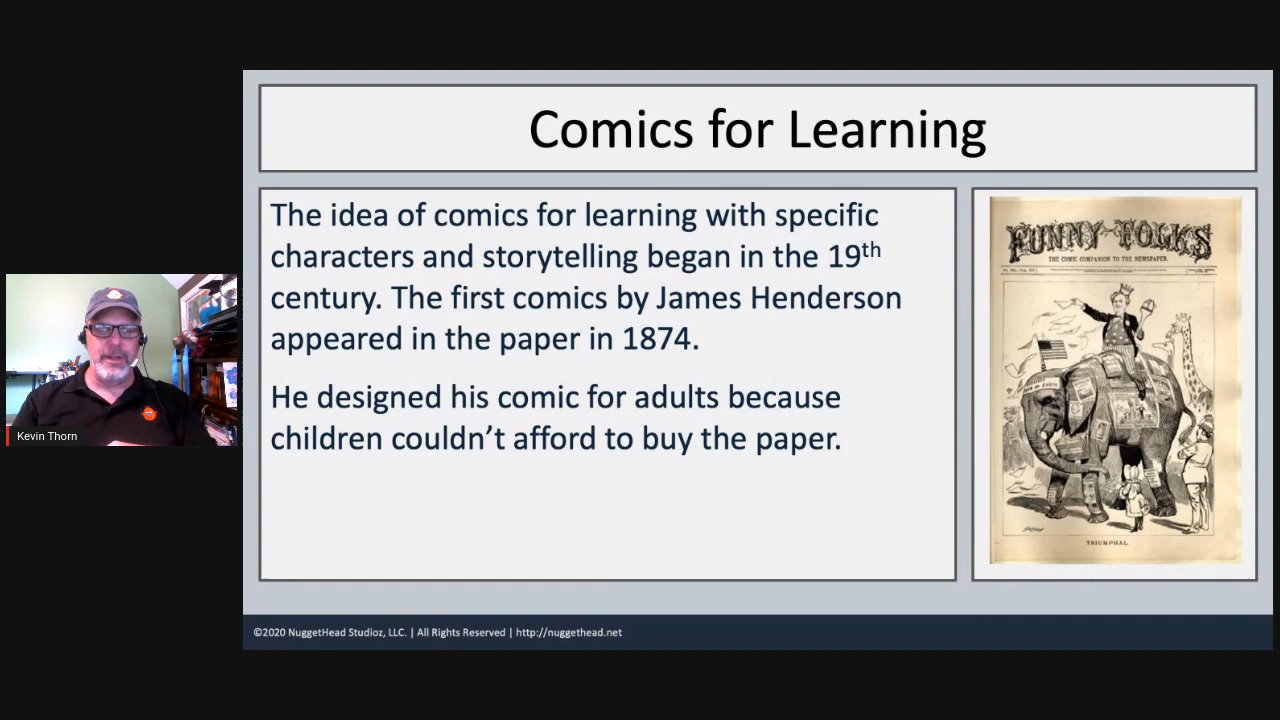 Comics for Learning
The idea of comics for learning with specific
characters and storytelling began in the 19th
century. The first comics by James Henderson
appeared in the paper in 1874.
He designed his comic for adults because
children couldn’t afford to buy the paper.
FUNNY-FOLKS
THE COMIC COMPANION TO THE NEWSPAPER.
TRIUMPHAL.
Kevin Thorn
©2020 NuggetHead Studioz, LLC. | All Rights Reserved | http://nuggethead.net